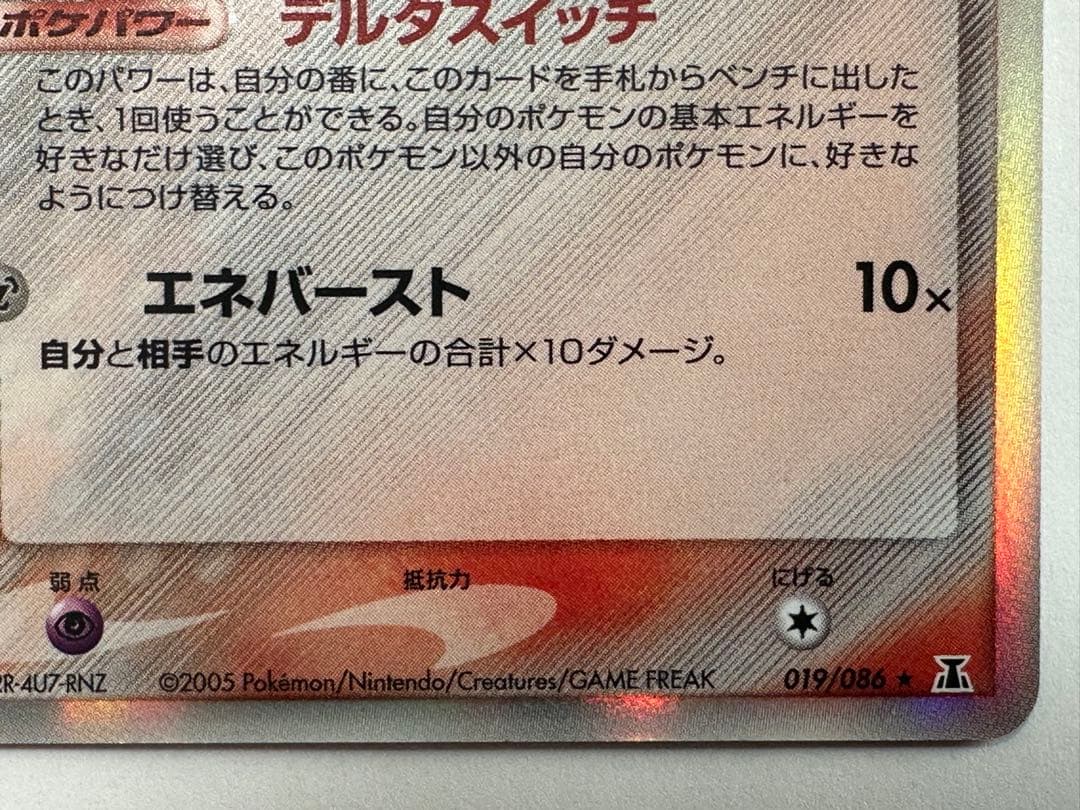 ポケパワー デルタスイッチ
このパワーは、自分の番に、このカードを手札からベンチに出した
とき、1回使うことができる。自分のポケモンの基本エネルギーを
好きなだけ選び、このポケモン以外の自分のポケモンに、好きな
ようにつけ替える。
エネバースト 10×
自分と相手のエネルギーの合計×10ダメージ。
弱点 抵抗力 にげる
2R-4U7-RNZ ©2005 Pokémon/Nintendo/Creatures/GAME FREAK 019/086 ★